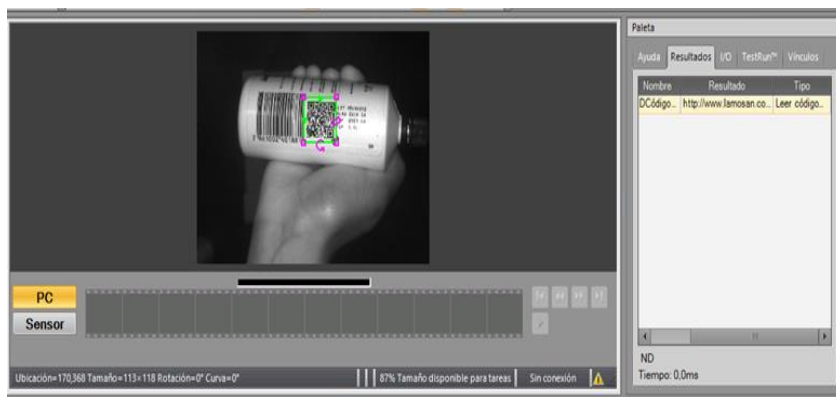 Paleta
Ayuda Resultados I/O TestRun™ Vínculos
Nombre Resultado Tipo
DCódigo... http://www.lamosan.co... Leer código...
PC
Sensor
ND
Tiempo: 0,0ms
Ubicación=170,368 Tamaño=113×118 Rotación=0° Curva=0°
87% Tamaño disponible para tareas
Sin conexión